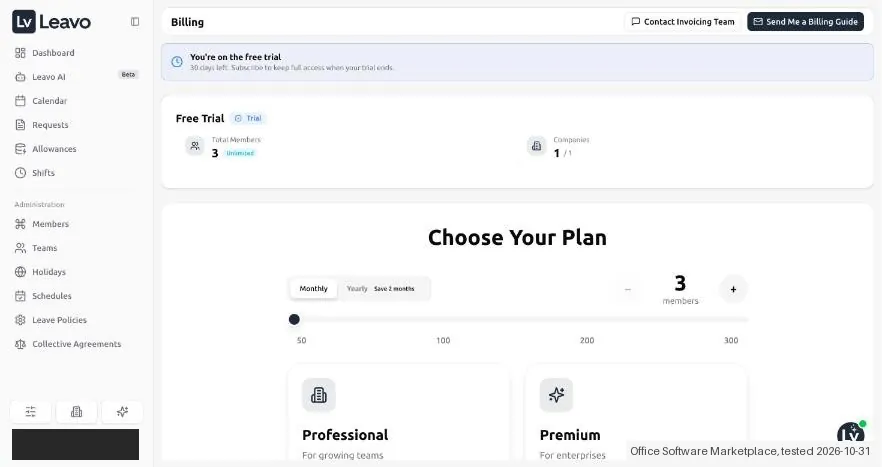 Lv Leavo
Dashboard
Leavo AI Beta
Calendar
Requests
Allowances
Shifts
Administration
Members
Teams
Holidays
Schedules
Leave Policies
Collective Agreements
Billing
Contact Invoicing Team
Send Me a Billing Guide
You're on the free trial
30 days left. Subscribe to keep full access when your trial ends.
Free Trial Trial
Total Members
3 Unlimited
Companies
1 / 1
Choose Your Plan
Monthly Yearly Save 2 months
− 3 +
members
50 100 200 300
Professional
For growing teams
Premium
For enterprises
Lv
Office Software Marketplace, tested 2026-10-31